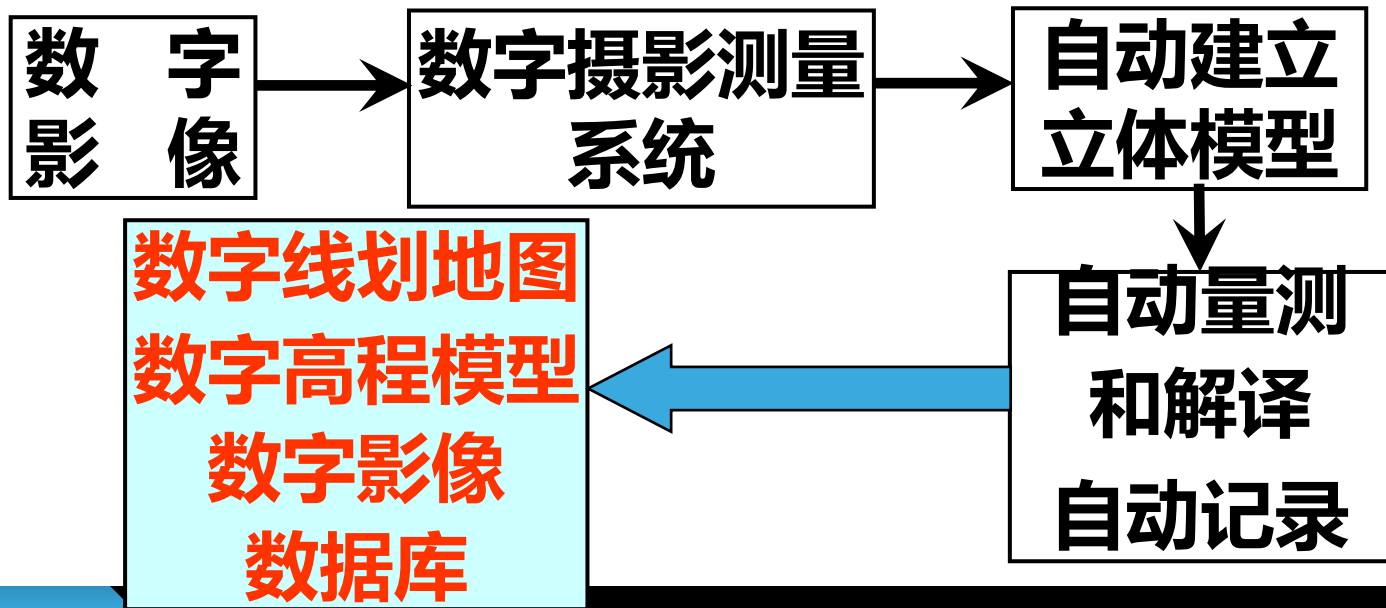 数 字
影 像
数字摄影测量
系统
自动建立
立体模型
自动量测
和解译
自动记录
数字线划地图
数字高程模型
数字影像
数据库